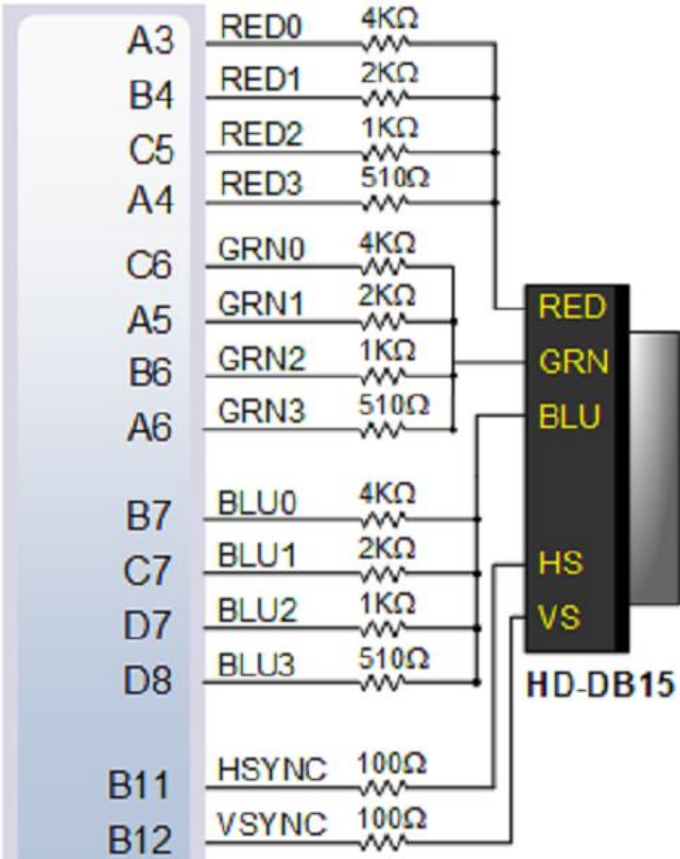 A3 RED0 4KΩ
B4 RED1 2KΩ
C5 RED2 1KΩ
A4 RED3 510Ω
C6 GRN0 4KΩ
A5 GRN1 2KΩ
B6 GRN2 1KΩ
A6 GRN3 510Ω
B7 BLU0 4KΩ
C7 BLU1 2KΩ
D7 BLU2 1KΩ
D8 BLU3 510Ω
B11 HSYNC 100Ω
B12 VSYNC 100Ω
RED
GRN
BLU
HS
VS
HD-DB15